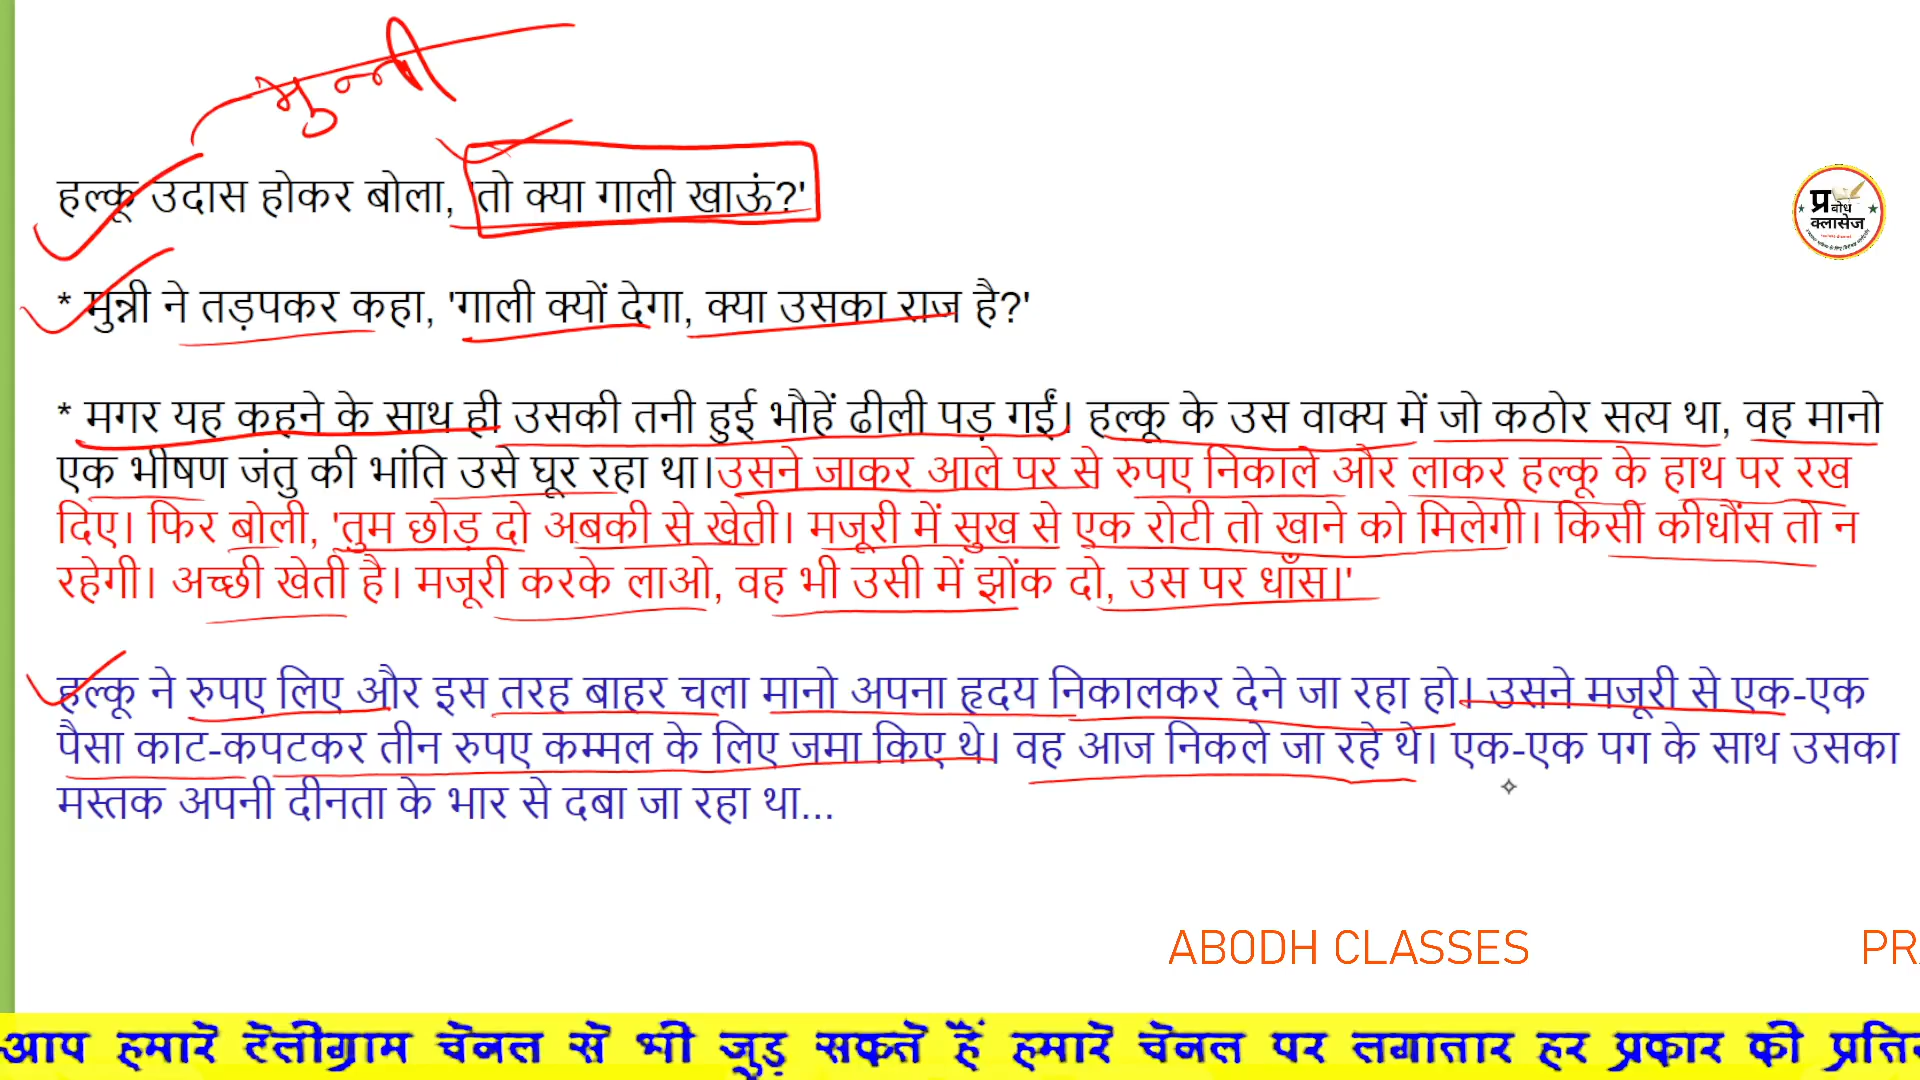 मुन्नी
हल्कू उदास होकर बोला, 'तो क्या गाली खाऊं?'
प्रबोध
क्लासेज
* मुन्नी ने तड़पकर कहा, 'गाली क्यों देगा, क्या उसका राज है?'
* मगर यह कहने के साथ ही उसकी तनी हुई भौहें ढीली पड़ गईं। हल्कू के उस वाक्य में जो कठोर सत्य था, वह मानो
एक भीषण जंतु की भांति उसे घूर रहा था।उसने जाकर आले पर से रुपए निकाले और लाकर हल्कू के हाथ पर रख
दिए। फिर बोली, 'तुम छोड़ दो अबकी से खेती। मजूरी में सुख से एक रोटी तो खाने को मिलेगी। किसी कीधौंस तो न
रहेगी। अच्छी खेती है। मजूरी करके लाओ, वह भी उसी में झोंक दो, उस पर धाँस।'
हल्कू ने रुपए लिए और इस तरह बाहर चला मानो अपना हृदय निकालकर देने जा रहा हो। उसने मजूरी से एक-एक
पैसा काट-कपटकर तीन रुपए कम्मल के लिए जमा किए थे। वह आज निकले जा रहे थे। एक-एक पग के साथ उसका
मस्तक अपनी दीनता के भार से दबा जा रहा था...
ABODH CLASSES PR
आप हमारे टेलीग्राम चैनल से भी जुड़ सकते हैं हमारे चैनल पर लगातार हर प्रकार की